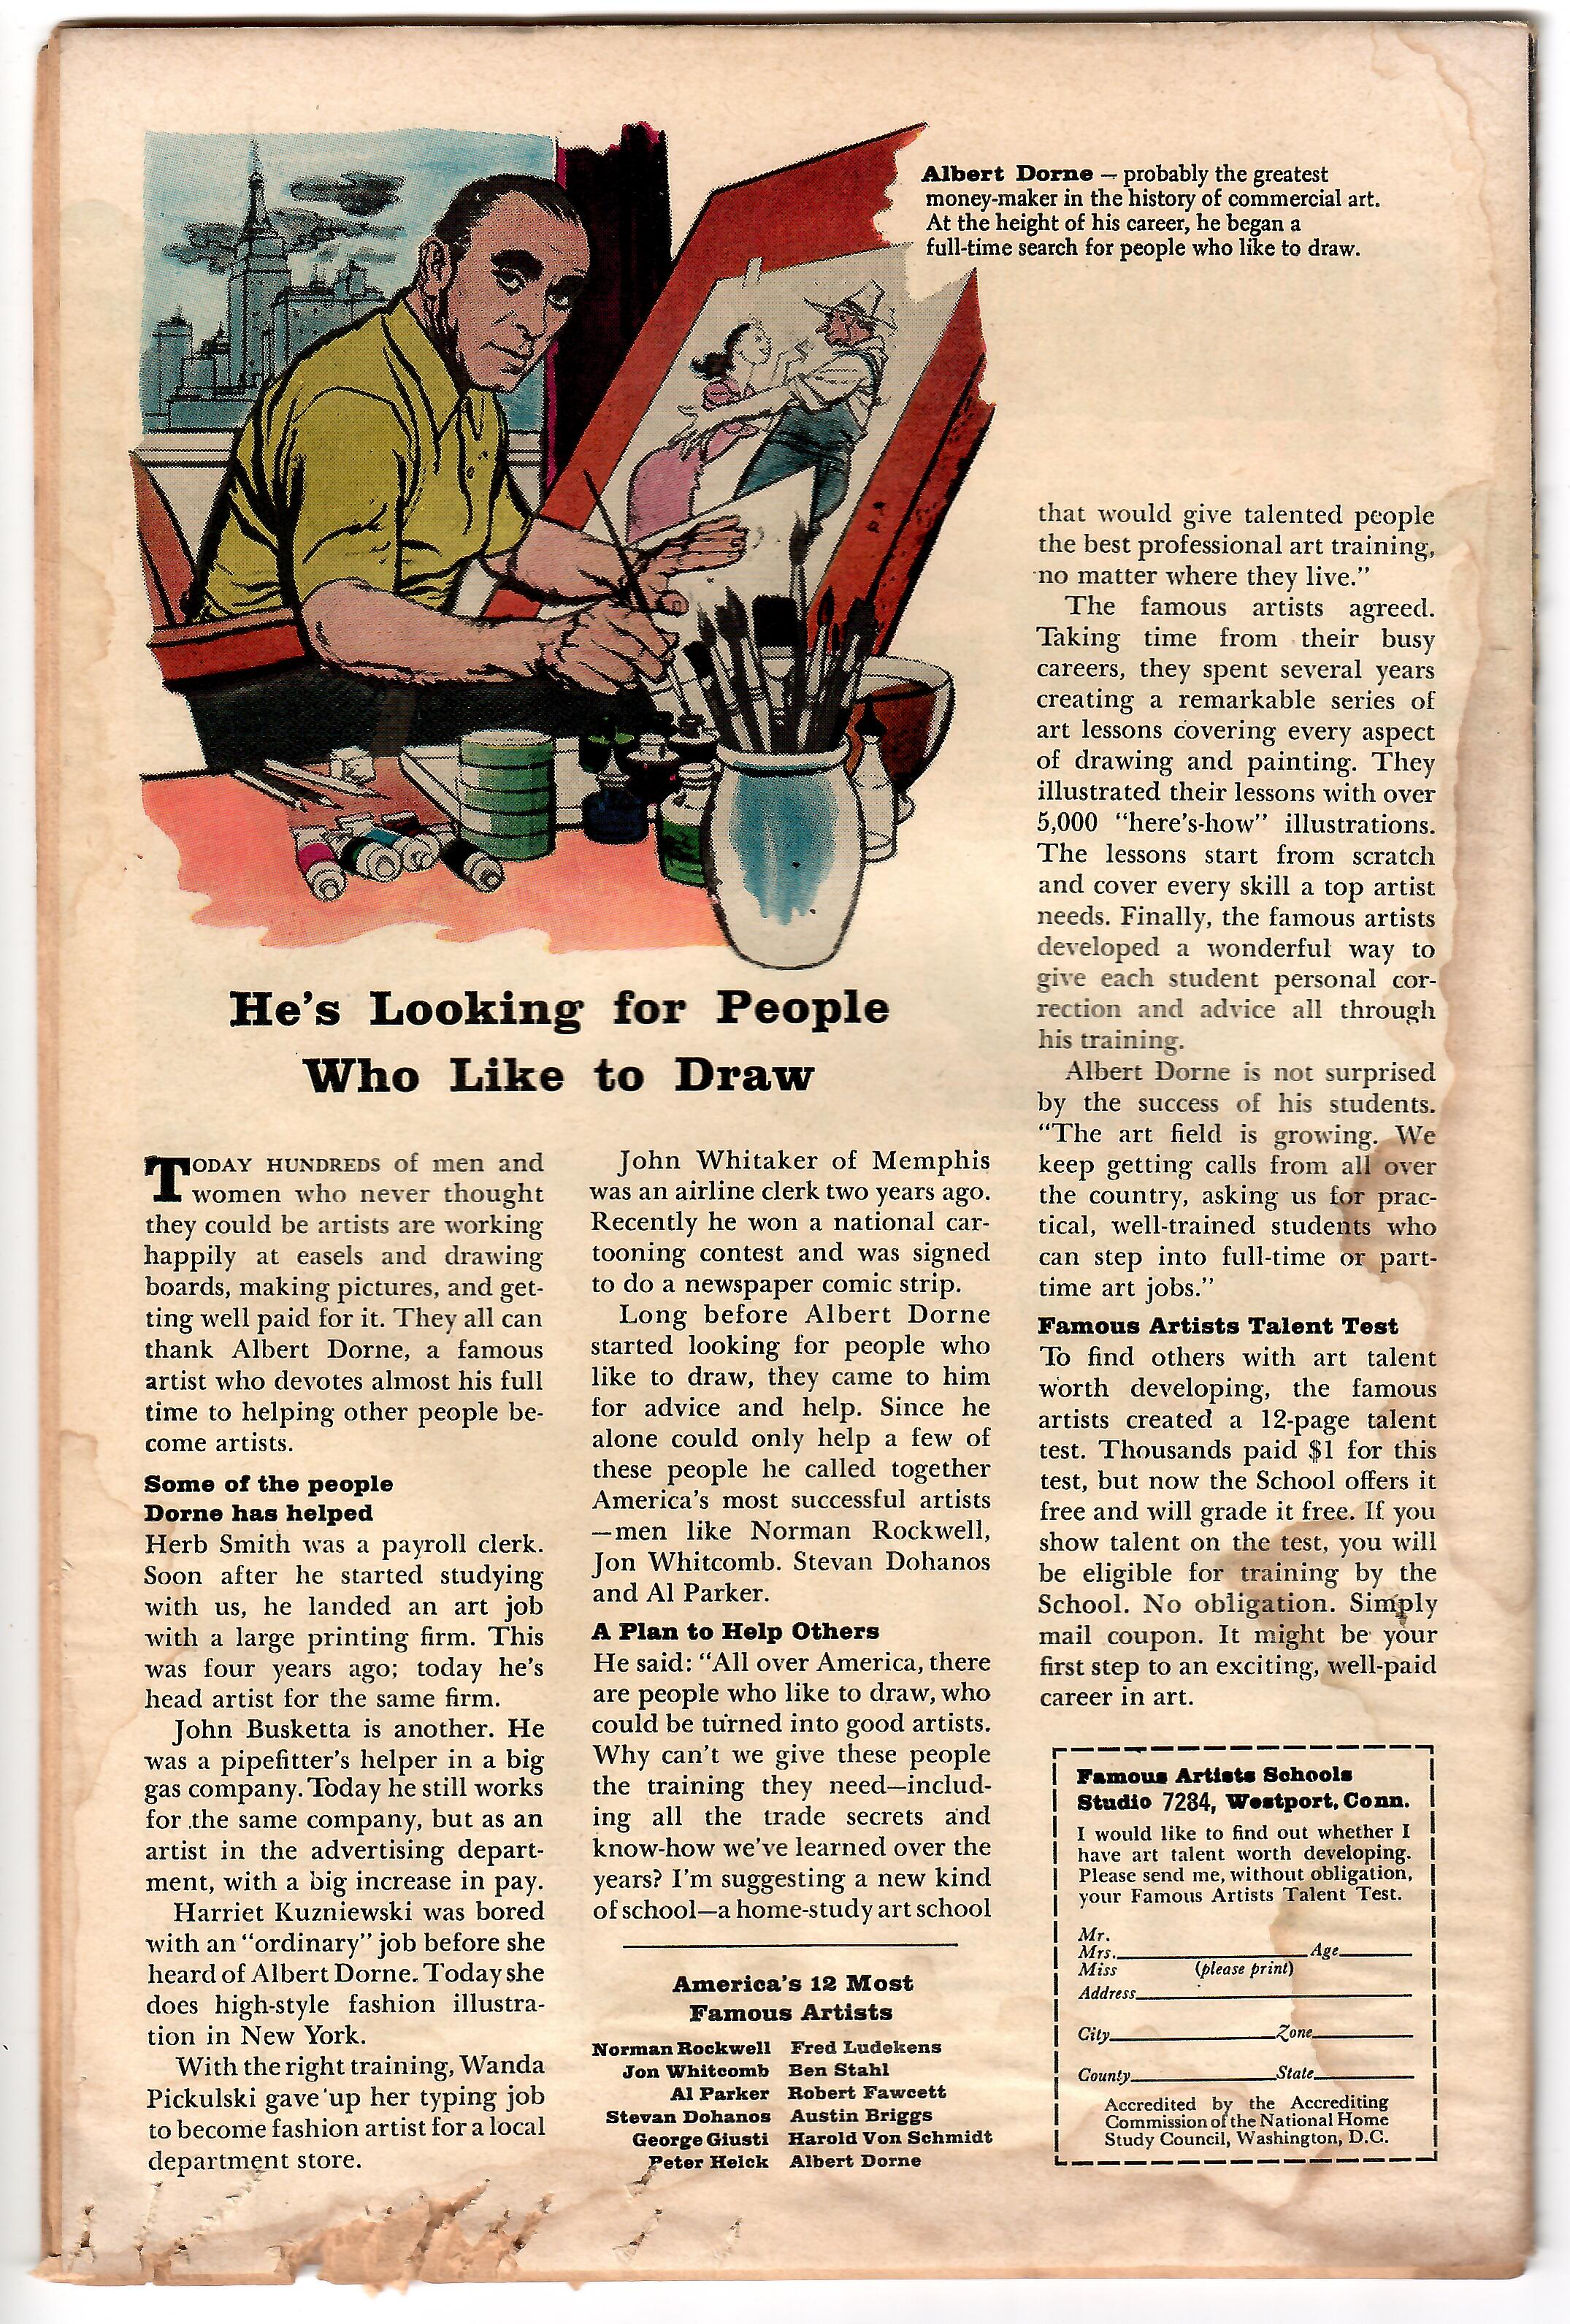 Albert Dorne — probably the greatest
money-maker in the history of commercial art.
At the height of his career, he began a
full-time search for people who like to draw.
He's Looking for People
Who Like to Draw
TODAY HUNDREDS of men and
women who never thought
they could be artists are working
happily at easels and drawing
boards, making pictures, and get-
ting well paid for it. They all can
thank Albert Dorne, a famous
artist who devotes almost his full
time to helping other people be-
come artists.
Some of the people
Dorne has helped
Herb Smith was a payroll clerk.
Soon after he started studying
with us, he landed an art job
with a large printing firm. This
was four years ago; today he's
head artist for the same firm.
John Busketta is another. He
was a pipefitter's helper in a big
gas company. Today he still works
for the same company, but as an
artist in the advertising depart-
ment, with a big increase in pay.
Harriet Kuzniewski was bored
with an "ordinary" job before she
heard of Albert Dorne. Today she
does high-style fashion illustra-
tion in New York.
With the right training, Wanda
Pickulski gave up her typing job
to become fashion artist for a local
department store.
John Whitaker of Memphis
was an airline clerk two years ago.
Recently he won a national car-
tooning contest and was signed
to do a newspaper comic strip.
Long before Albert Dorne
started looking for people who
like to draw, they came to him
for advice and help. Since he
alone could only help a few of
these people he called together
America's most successful artists
—men like Norman Rockwell,
Jon Whitcomb. Stevan Dohanos
and Al Parker.
A Plan to Help Others
He said: "All over America, there
are people who like to draw, who
could be turned into good artists.
Why can't we give these people
the training they need—includ-
ing all the trade secrets and
know-how we've learned over the
years? I'm suggesting a new kind
of school—a home-study art school
America's 12 Most
Famous Artists
Norman Rockwell Fred Ludekens
Jon Whitcomb Ben Stahl
Al Parker Robert Fawcett
Stevan Dohanos Austin Briggs
George Giusti Harold Von Schmidt
Peter Helck Albert Dorne
that would give talented people
the best professional art training,
no matter where they live."
The famous artists agreed.
Taking time from their busy
careers, they spent several years
creating a remarkable series of
art lessons covering every aspect
of drawing and painting. They
illustrated their lessons with over
5,000 "here's-how" illustrations.
The lessons start from scratch
and cover every skill a top artist
needs. Finally, the famous artists
developed a wonderful way to
give each student personal cor-
rection and advice all through
his training.
Albert Dorne is not surprised
by the success of his students.
"The art field is growing. We
keep getting calls from all over
the country, asking us for prac-
tical, well-trained students who
can step into full-time or part-
time art jobs."
Famous Artists Talent Test
To find others with art talent
worth developing, the famous
artists created a 12-page talent
test. Thousands paid $1 for this
test, but now the School offers it
free and will grade it free. If you
show talent on the test, you will
be eligible for training by the
School. No obligation. Simply
mail coupon. It might be your
first step to an exciting, well-paid
career in art.
Famous Artists Schools
Studio 7284, Westport, Conn.
I would like to find out whether I
have art talent worth developing.
Please send me, without obligation,
your Famous Artists Talent Test.
Mr.
Mrs. Age
Miss (please print)
Address
City Zone
County State
Accredited by the Accrediting
Commission of the National Home
Study Council, Washington, D.C.